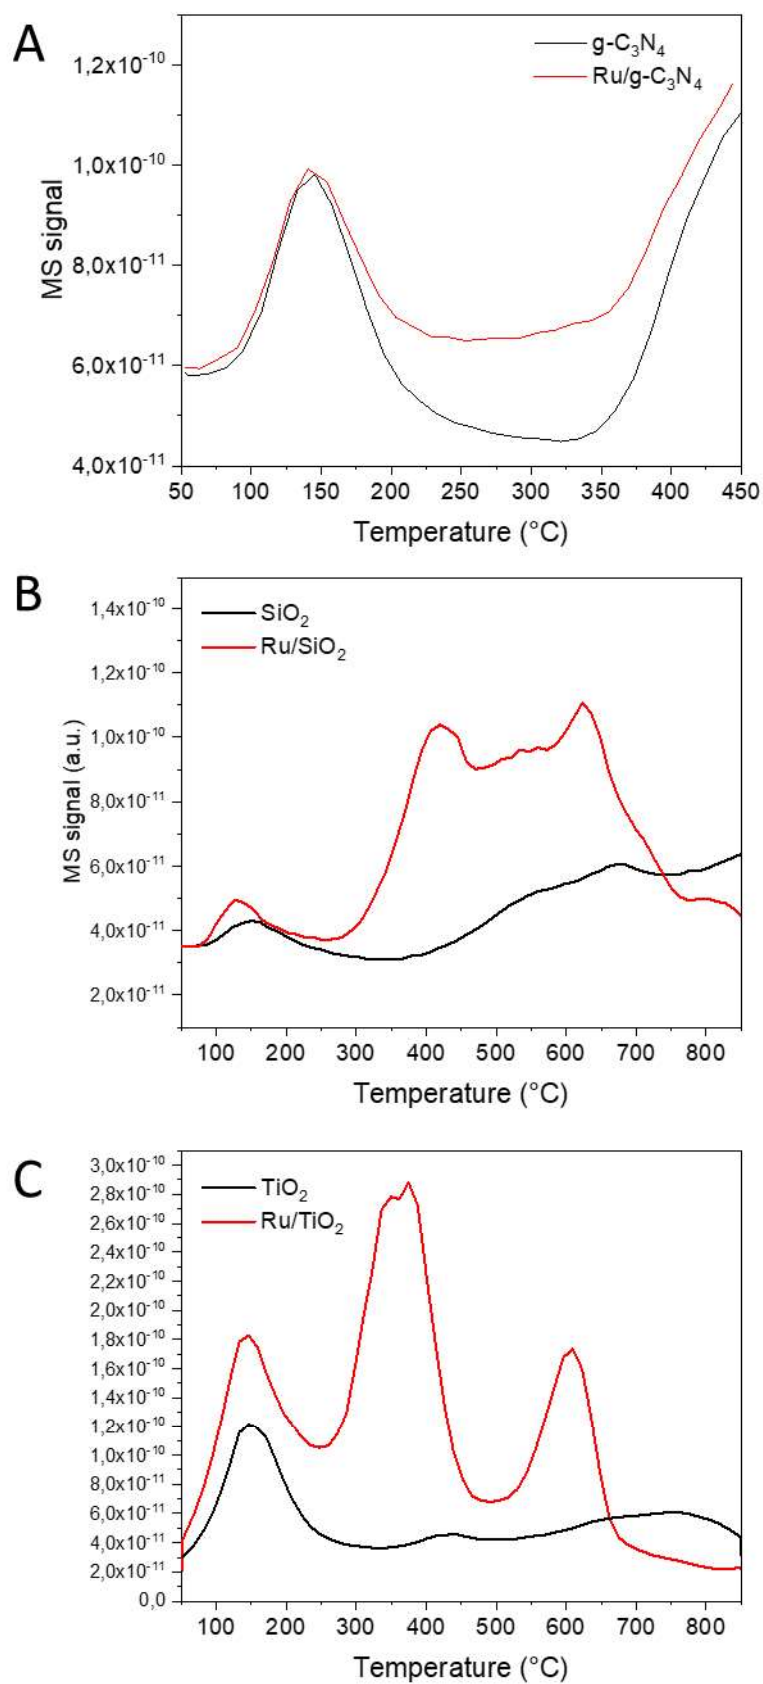 A
g-C₃N₄
Ru/g-C₃N₄
1,2x10⁻¹⁰
1,0x10⁻¹⁰
8,0x10⁻¹¹
6,0x10⁻¹¹
4,0x10⁻¹¹
MS signal
50 100 150 200 250 300 350 400 450
Temperature (°C)
B
SiO₂
Ru/SiO₂
1,4x10⁻¹⁰
1,2x10⁻¹⁰
1,0x10⁻¹⁰
8,0x10⁻¹¹
6,0x10⁻¹¹
4,0x10⁻¹¹
2,0x10⁻¹¹
MS signal (a.u.)
100 200 300 400 500 600 700 800
Temperature (°C)
C
TiO₂
Ru/TiO₂
3,0x10⁻¹⁰
2,8x10⁻¹⁰
2,6x10⁻¹⁰
2,4x10⁻¹⁰
2,2x10⁻¹⁰
2,0x10⁻¹⁰
1,8x10⁻¹⁰
1,6x10⁻¹⁰
1,4x10⁻¹⁰
1,2x10⁻¹⁰
1,0x10⁻¹⁰
8,0x10⁻¹¹
6,0x10⁻¹¹
4,0x10⁻¹¹
2,0x10⁻¹¹
0,0
100 200 300 400 500 600 700 800
Temperature (°C)